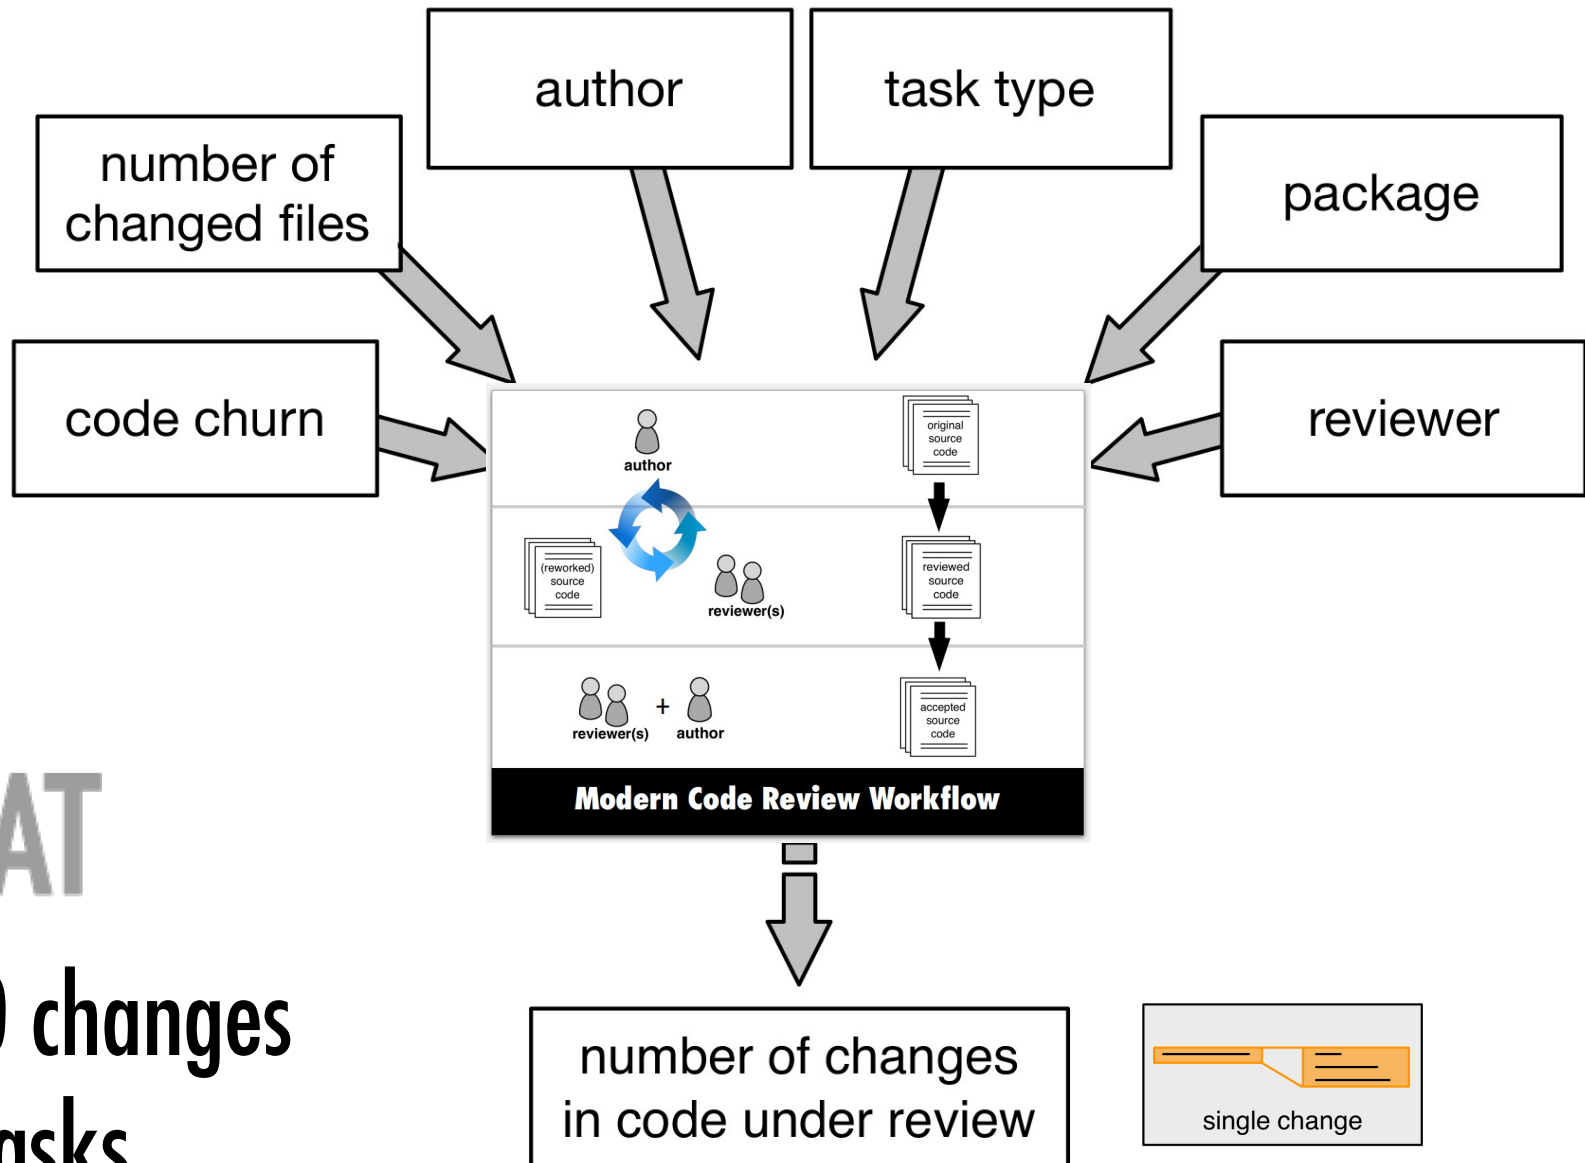 author
task type
number of
changed files
package
code churn
reviewer
author
original
source
code
(reworked)
source
code
reviewer(s)
reviewed
source
code
reviewer(s)
+
author
accepted
source
code
Modern Code Review Workflow
changes
number of changes
in code under review
single change